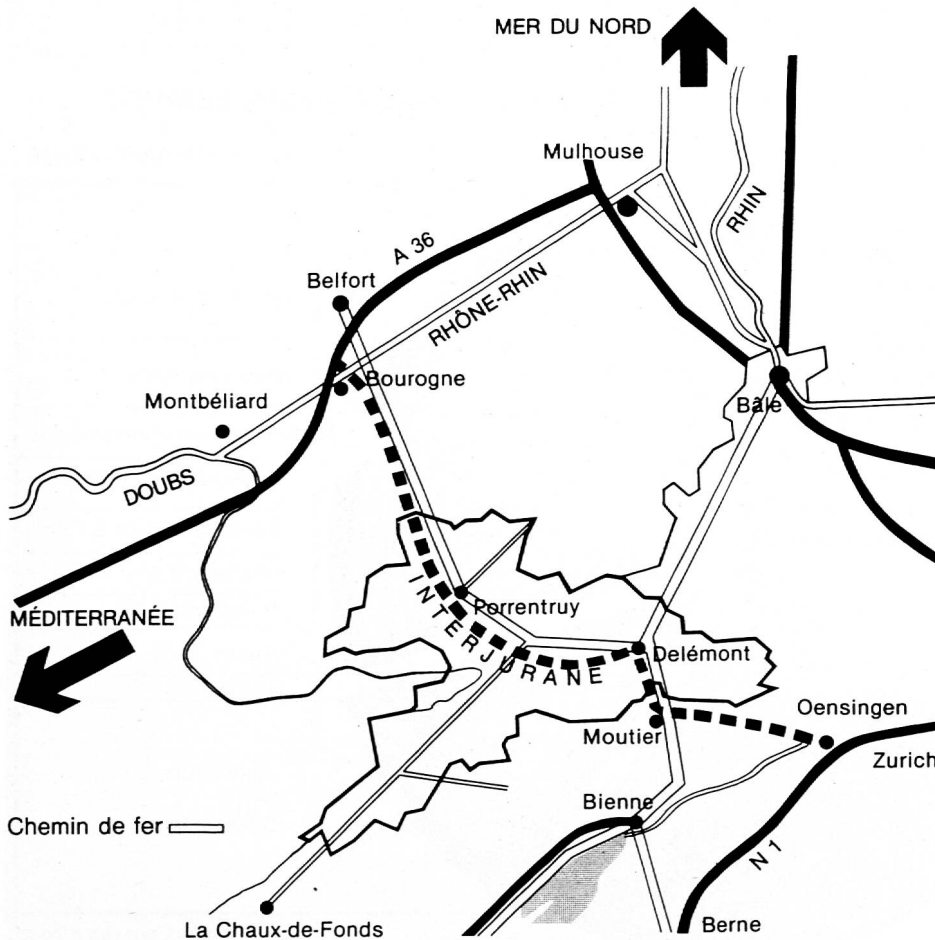 MER DU NORD
Mulhouse
RHIN
A 36
Belfort
RHÔNE-RHIN
Bourogne
Montbéliard
Bâle
DOUBS
MÉDITERRANÉE
Porrentruy
INTERJURANE
Delémont
Oensingen
Moutier
Zurich
Bienne
Chemin de fer
N 1
La Chaux-de-Fonds
Berne